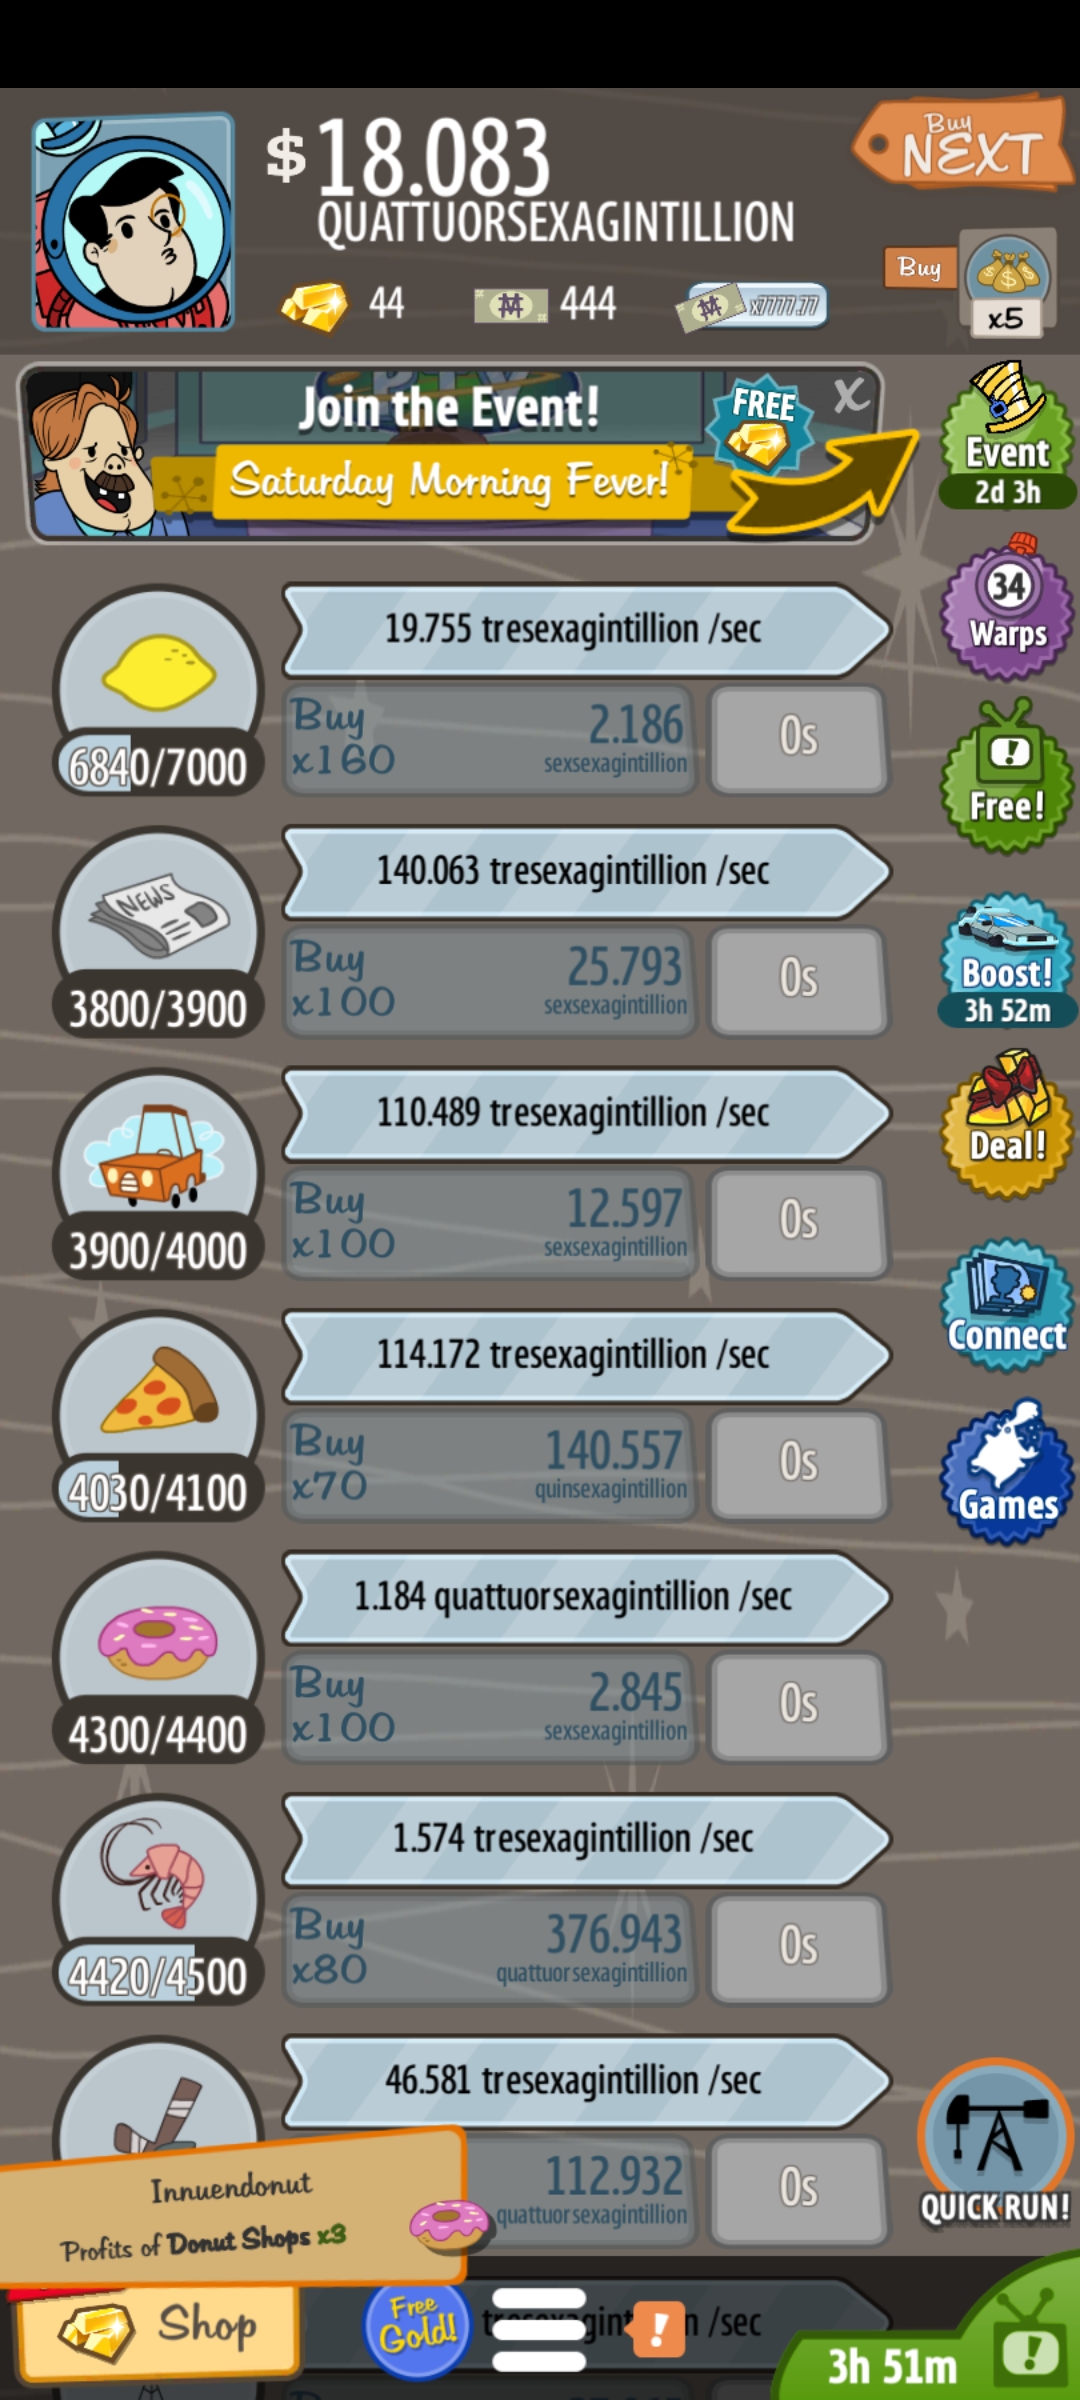 $18.083
QUATTUORSEXAGINTILLION
Buy
NEXT
44
444
x7777.77
Buy
x5
Join the Event!
Saturday Morning Fever!
FREE
X
Event
2d 3h
34
Warps
Free!
Boost!
3h 52m
Deal!
Connect
Games
19.755 tresexagintillion /sec
6840/7000
Buy
x160
2.186
sexsexagintillion
0s
140.063 tresexagintillion /sec
NEWS
3800/3900
Buy
x100
25.793
sexsexagintillion
0s
110.489 tresexagintillion /sec
3900/4000
Buy
x100
12.597
sexsexagintillion
0s
114.172 tresexagintillion /sec
4030/4100
Buy
x70
140.557
quinsexagintillion
0s
1.184 quattuorsexagintillion /sec
4300/4400
Buy
x100
2.845
sexsexagintillion
0s
1.574 tresexagintillion /sec
4420/4500
Buy
x80
376.943
quattuorsexagintillion
0s
46.581 tresexagintillion /sec
112.932
quattuorsexagintillion
0s
QUICK RUN!
Innuendonut
Profits of Donut Shops x3
Shop
Free
Gold!
/sec
3h 51m